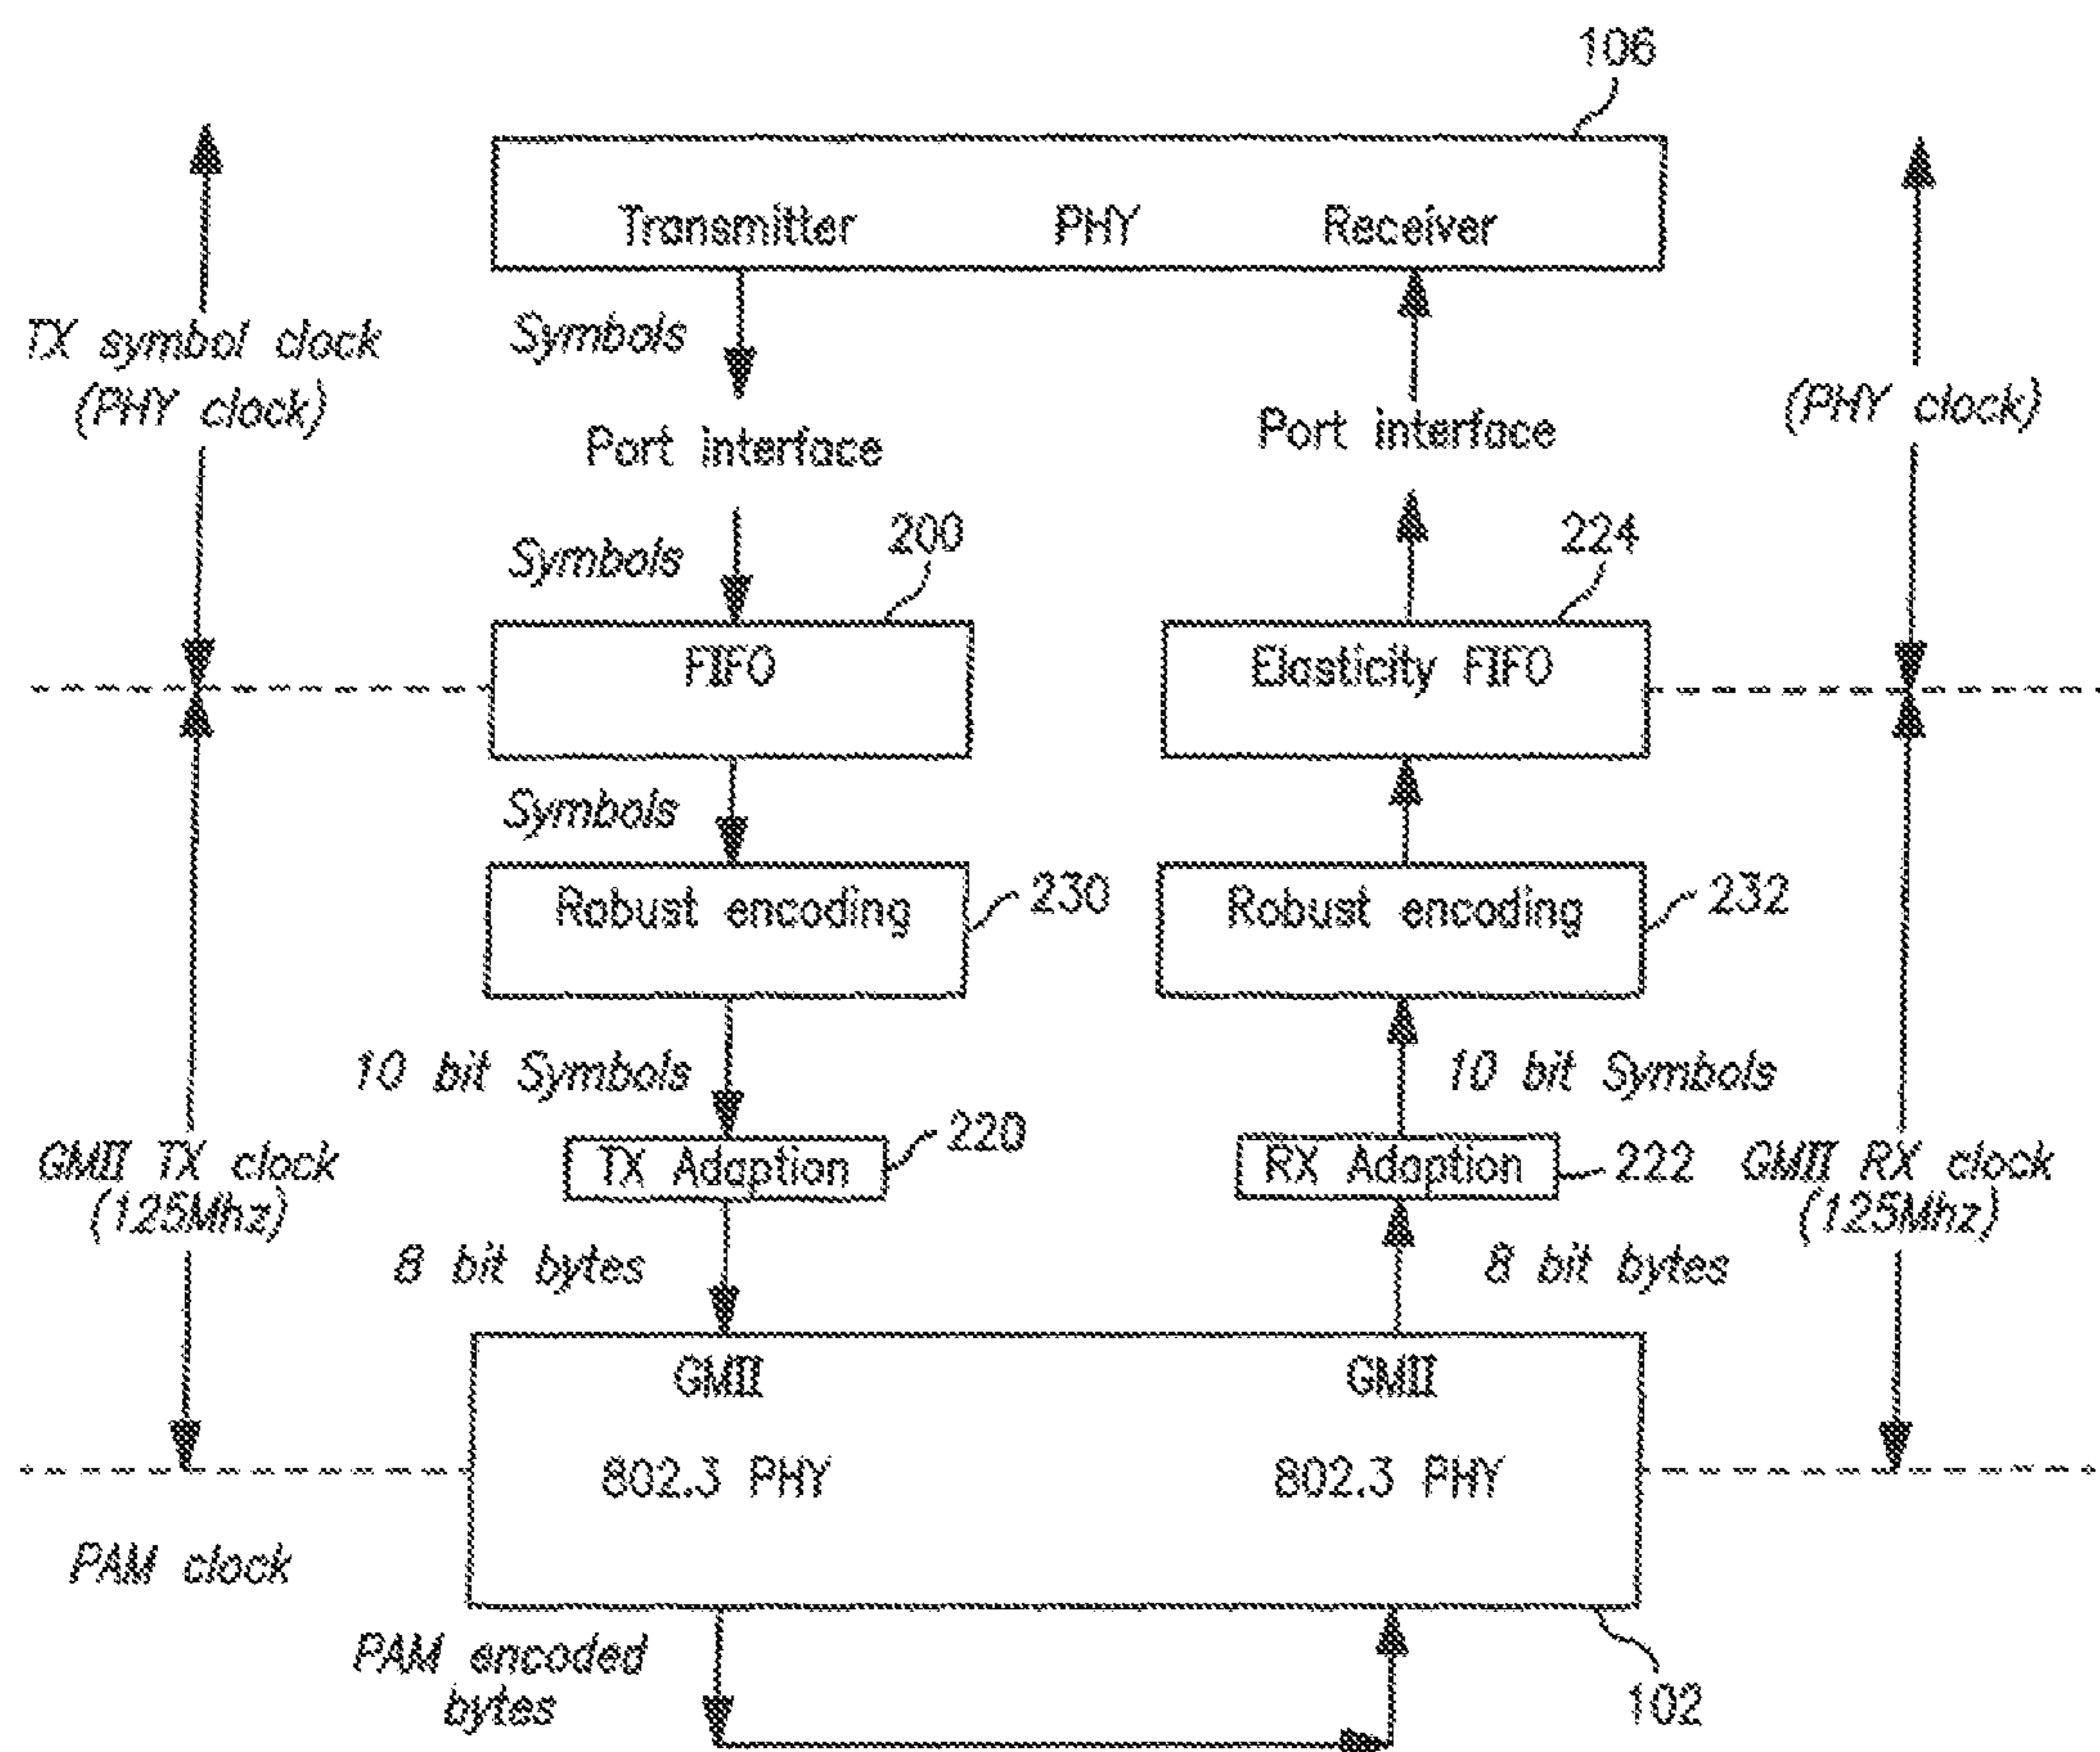 106
Transmitter PHY Receiver
TX symbol clock
(PHY clock)
Symbols
Port interface
Port interface
(PHY clock)
Symbols
200
224
FIFO
Elasticity FIFO
Symbols
Robust encoding
230
Robust encoding
232
10 bit Symbols
10 bit Symbols
GMII TX clock
(125Mhz)
TX Adaption
220
RX Adaption
222
GMII RX clock
(125Mhz)
8 bit bytes
8 bit bytes
GMII
GMII
802.3 PHY
802.3 PHY
PAM clock
PAM encoded
bytes
102